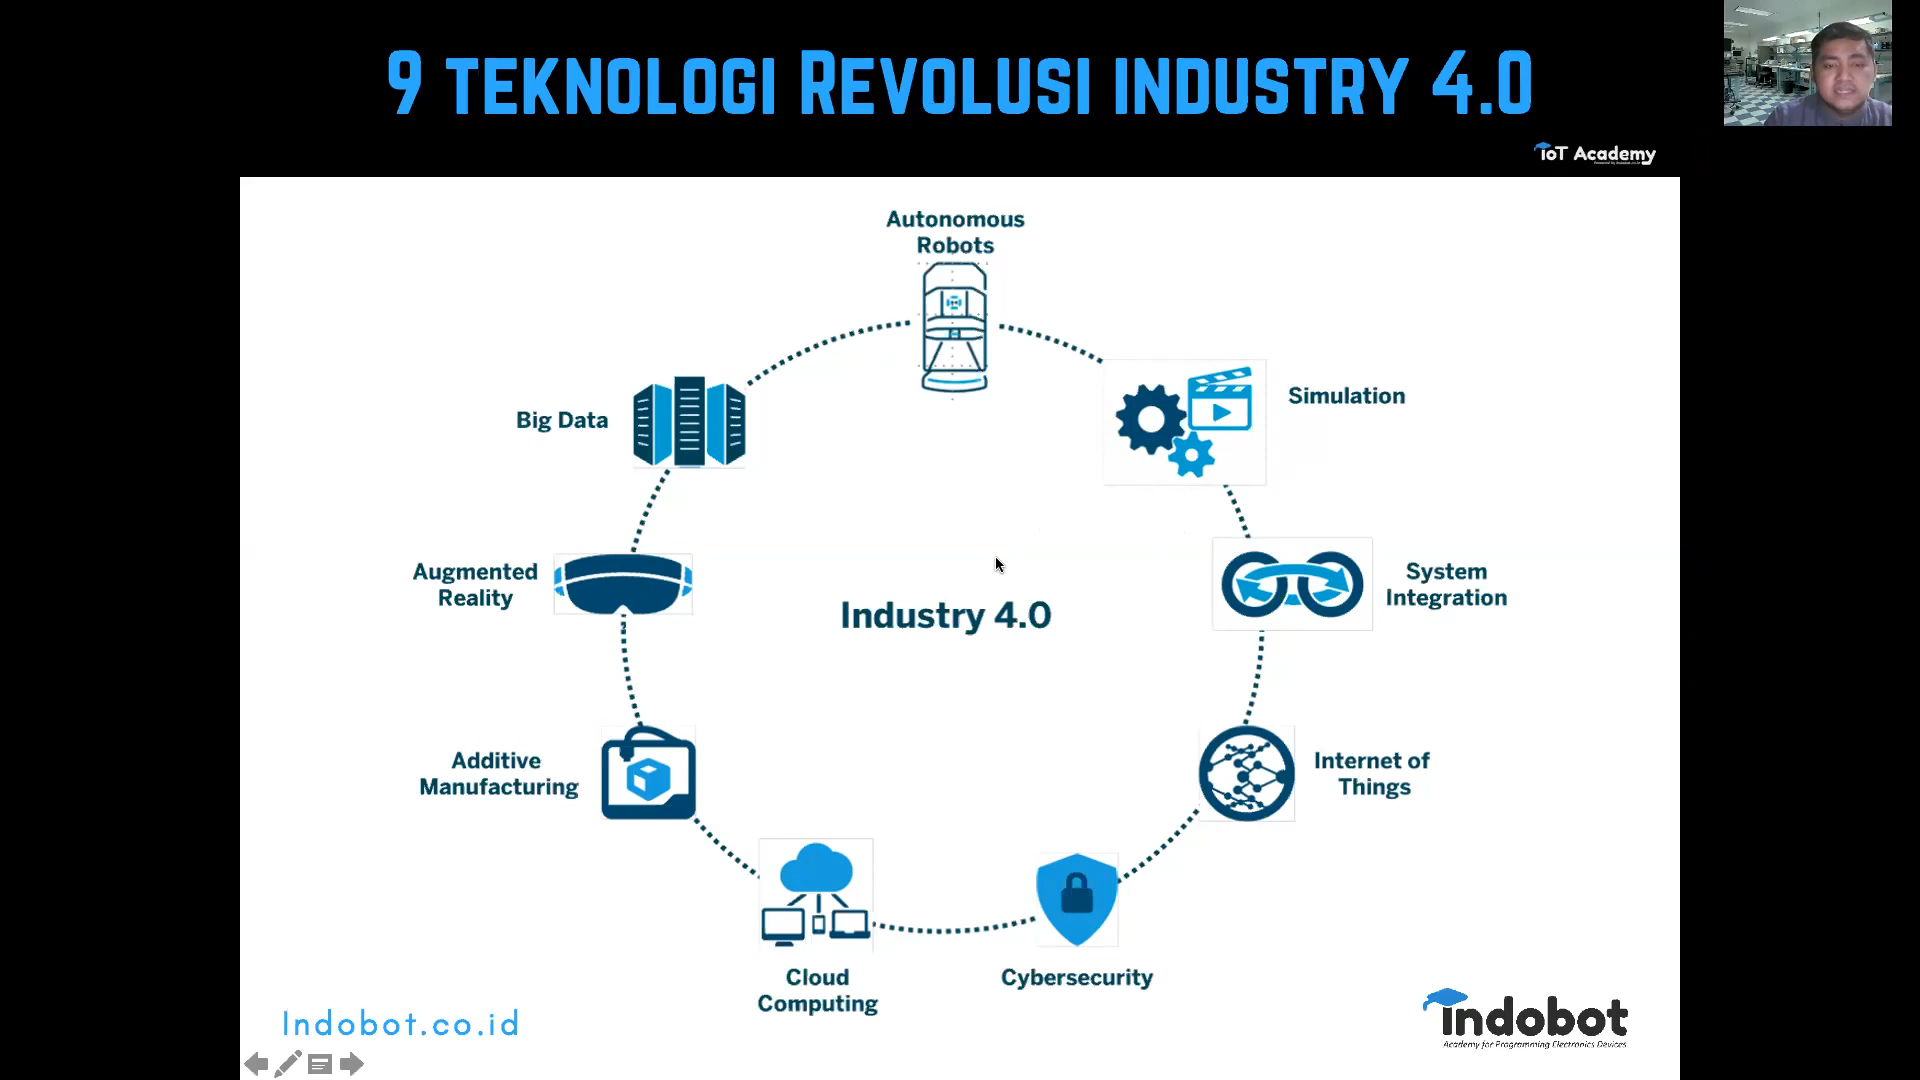 9 TEKNOLOGI REVOLUSI INDUSTRY 4.0
IoT Academy
Autonomous
Robots
Simulation
Big Data
Augmented
Reality
System
Integration
Industry 4.0
Additive
Manufacturing
Internet of
Things
Cloud
Computing
Cybersecurity
Indobot.co.id
indobot
Academy for Programming Electronics Devices